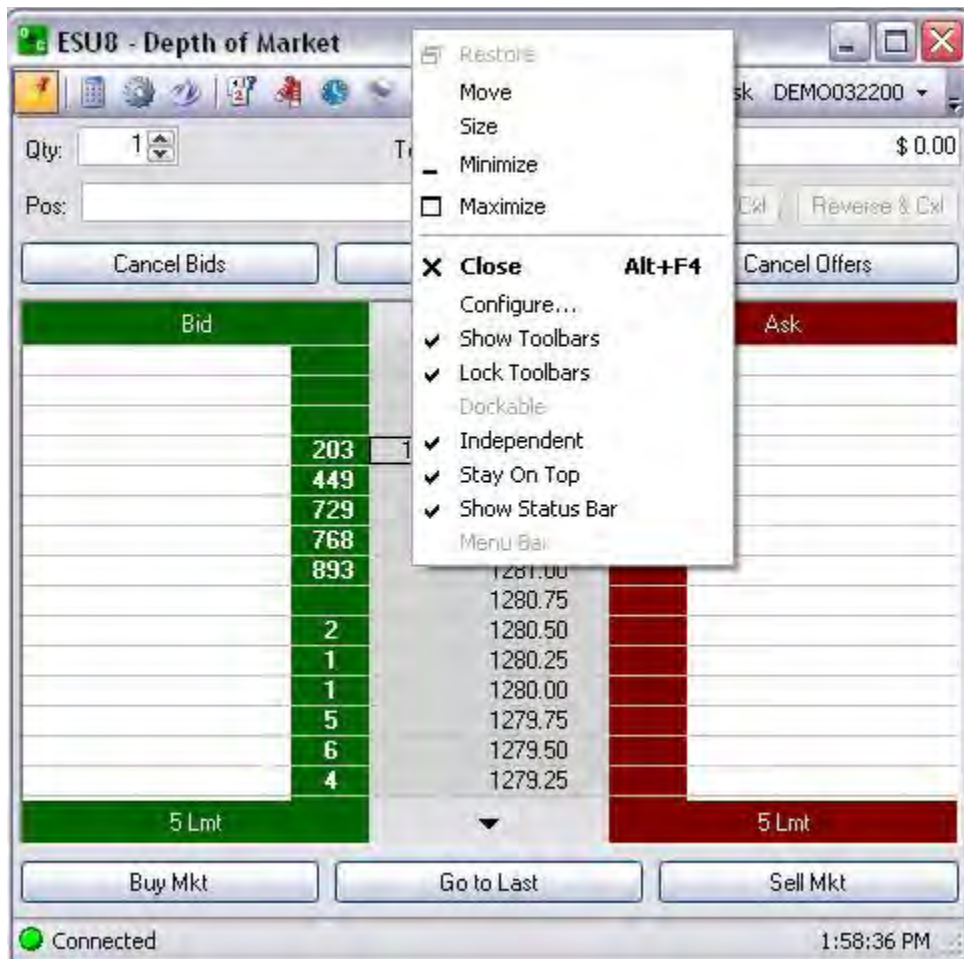 ESU8 - Depth of Market
Restore
Move
Size
Minimize
Maximize
Close Alt+F4
Configure...
Show Toolbars
Lock Toolbars
Dockable
Independent
Stay On Top
Show Status Bar
Menu Bar
sk DEMO032200
Qty: 1 $ 0.00
Pos: Cxl Reverse & Cxl
Cancel Bids Cancel Offers
Bid Ask
203 1
449
729
768
893 1281.00
1280.75
2 1280.50
1 1280.25
1 1280.00
5 1279.75
6 1279.50
4 1279.25
5 Lmt 5 Lmt
Buy Mkt Go to Last Sell Mkt
Connected 1:58:36 PM